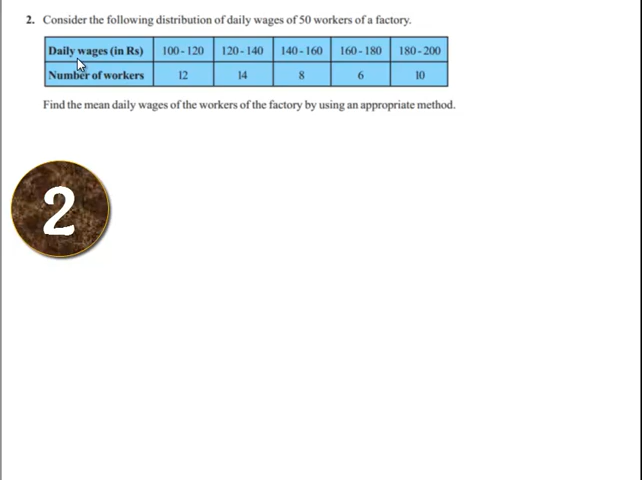 2. Consider the following distribution of daily wages of 50 workers of a factory.
Daily wages (in Rs) 100 - 120 120 - 140 140 - 160 160 - 180 180 - 200
Number of workers 12 14 8 6 10
Find the mean daily wages of the workers of the factory by using an appropriate method.
2